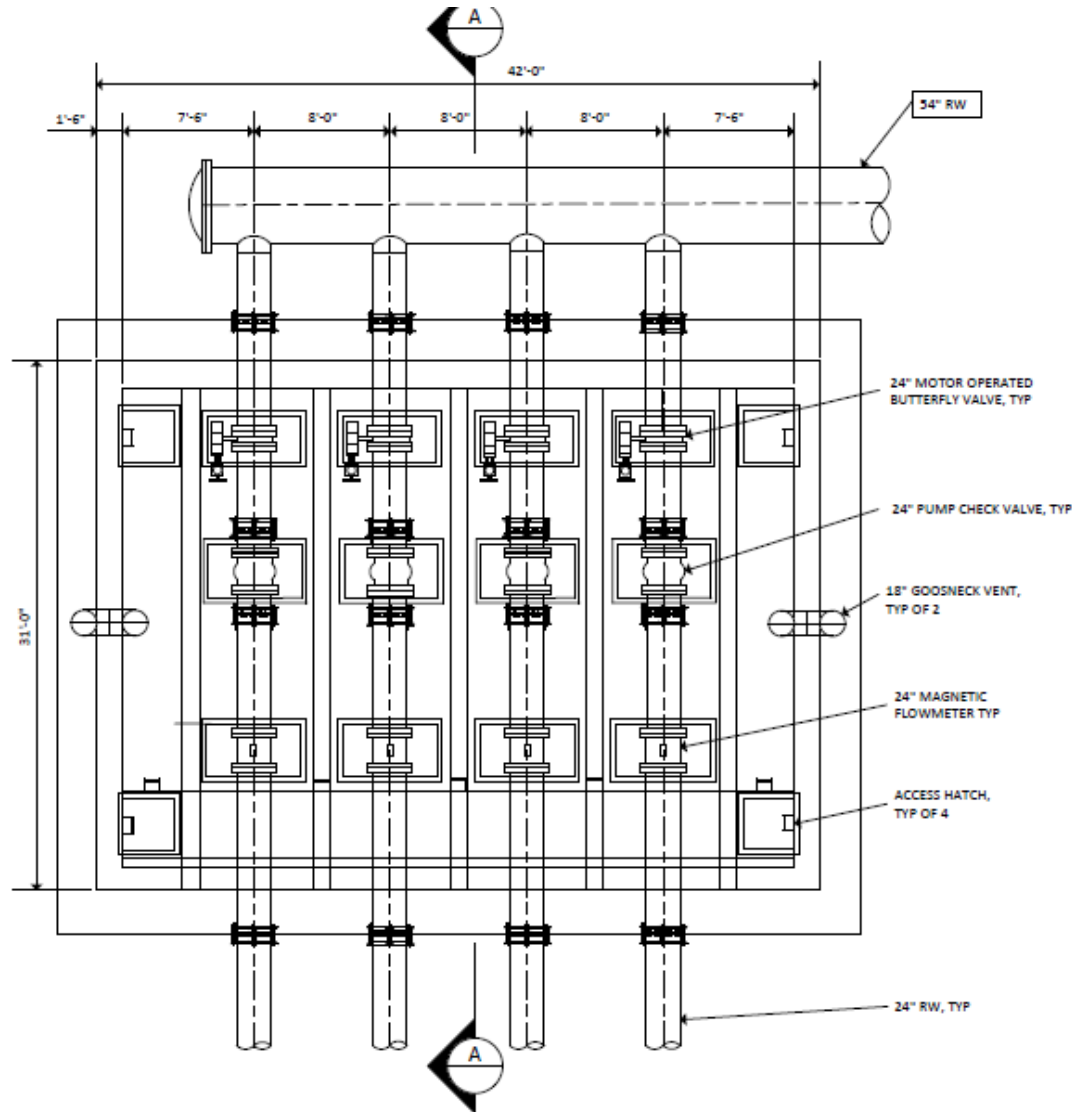 A
42'-0"
1'-6"
7'-6"
8'-0"
8'-0"
8'-0"
7'-6"
54" RW
24" MOTOR OPERATED
BUTTERFLY VALVE, TYP
24" PUMP CHECK VALVE, TYP
18" GOOSNECK VENT,
TYP OF 2
31'-0"
24" MAGNETIC
FLOWMETER TYP
ACCESS HATCH,
TYP OF 4
24" RW, TYP
A